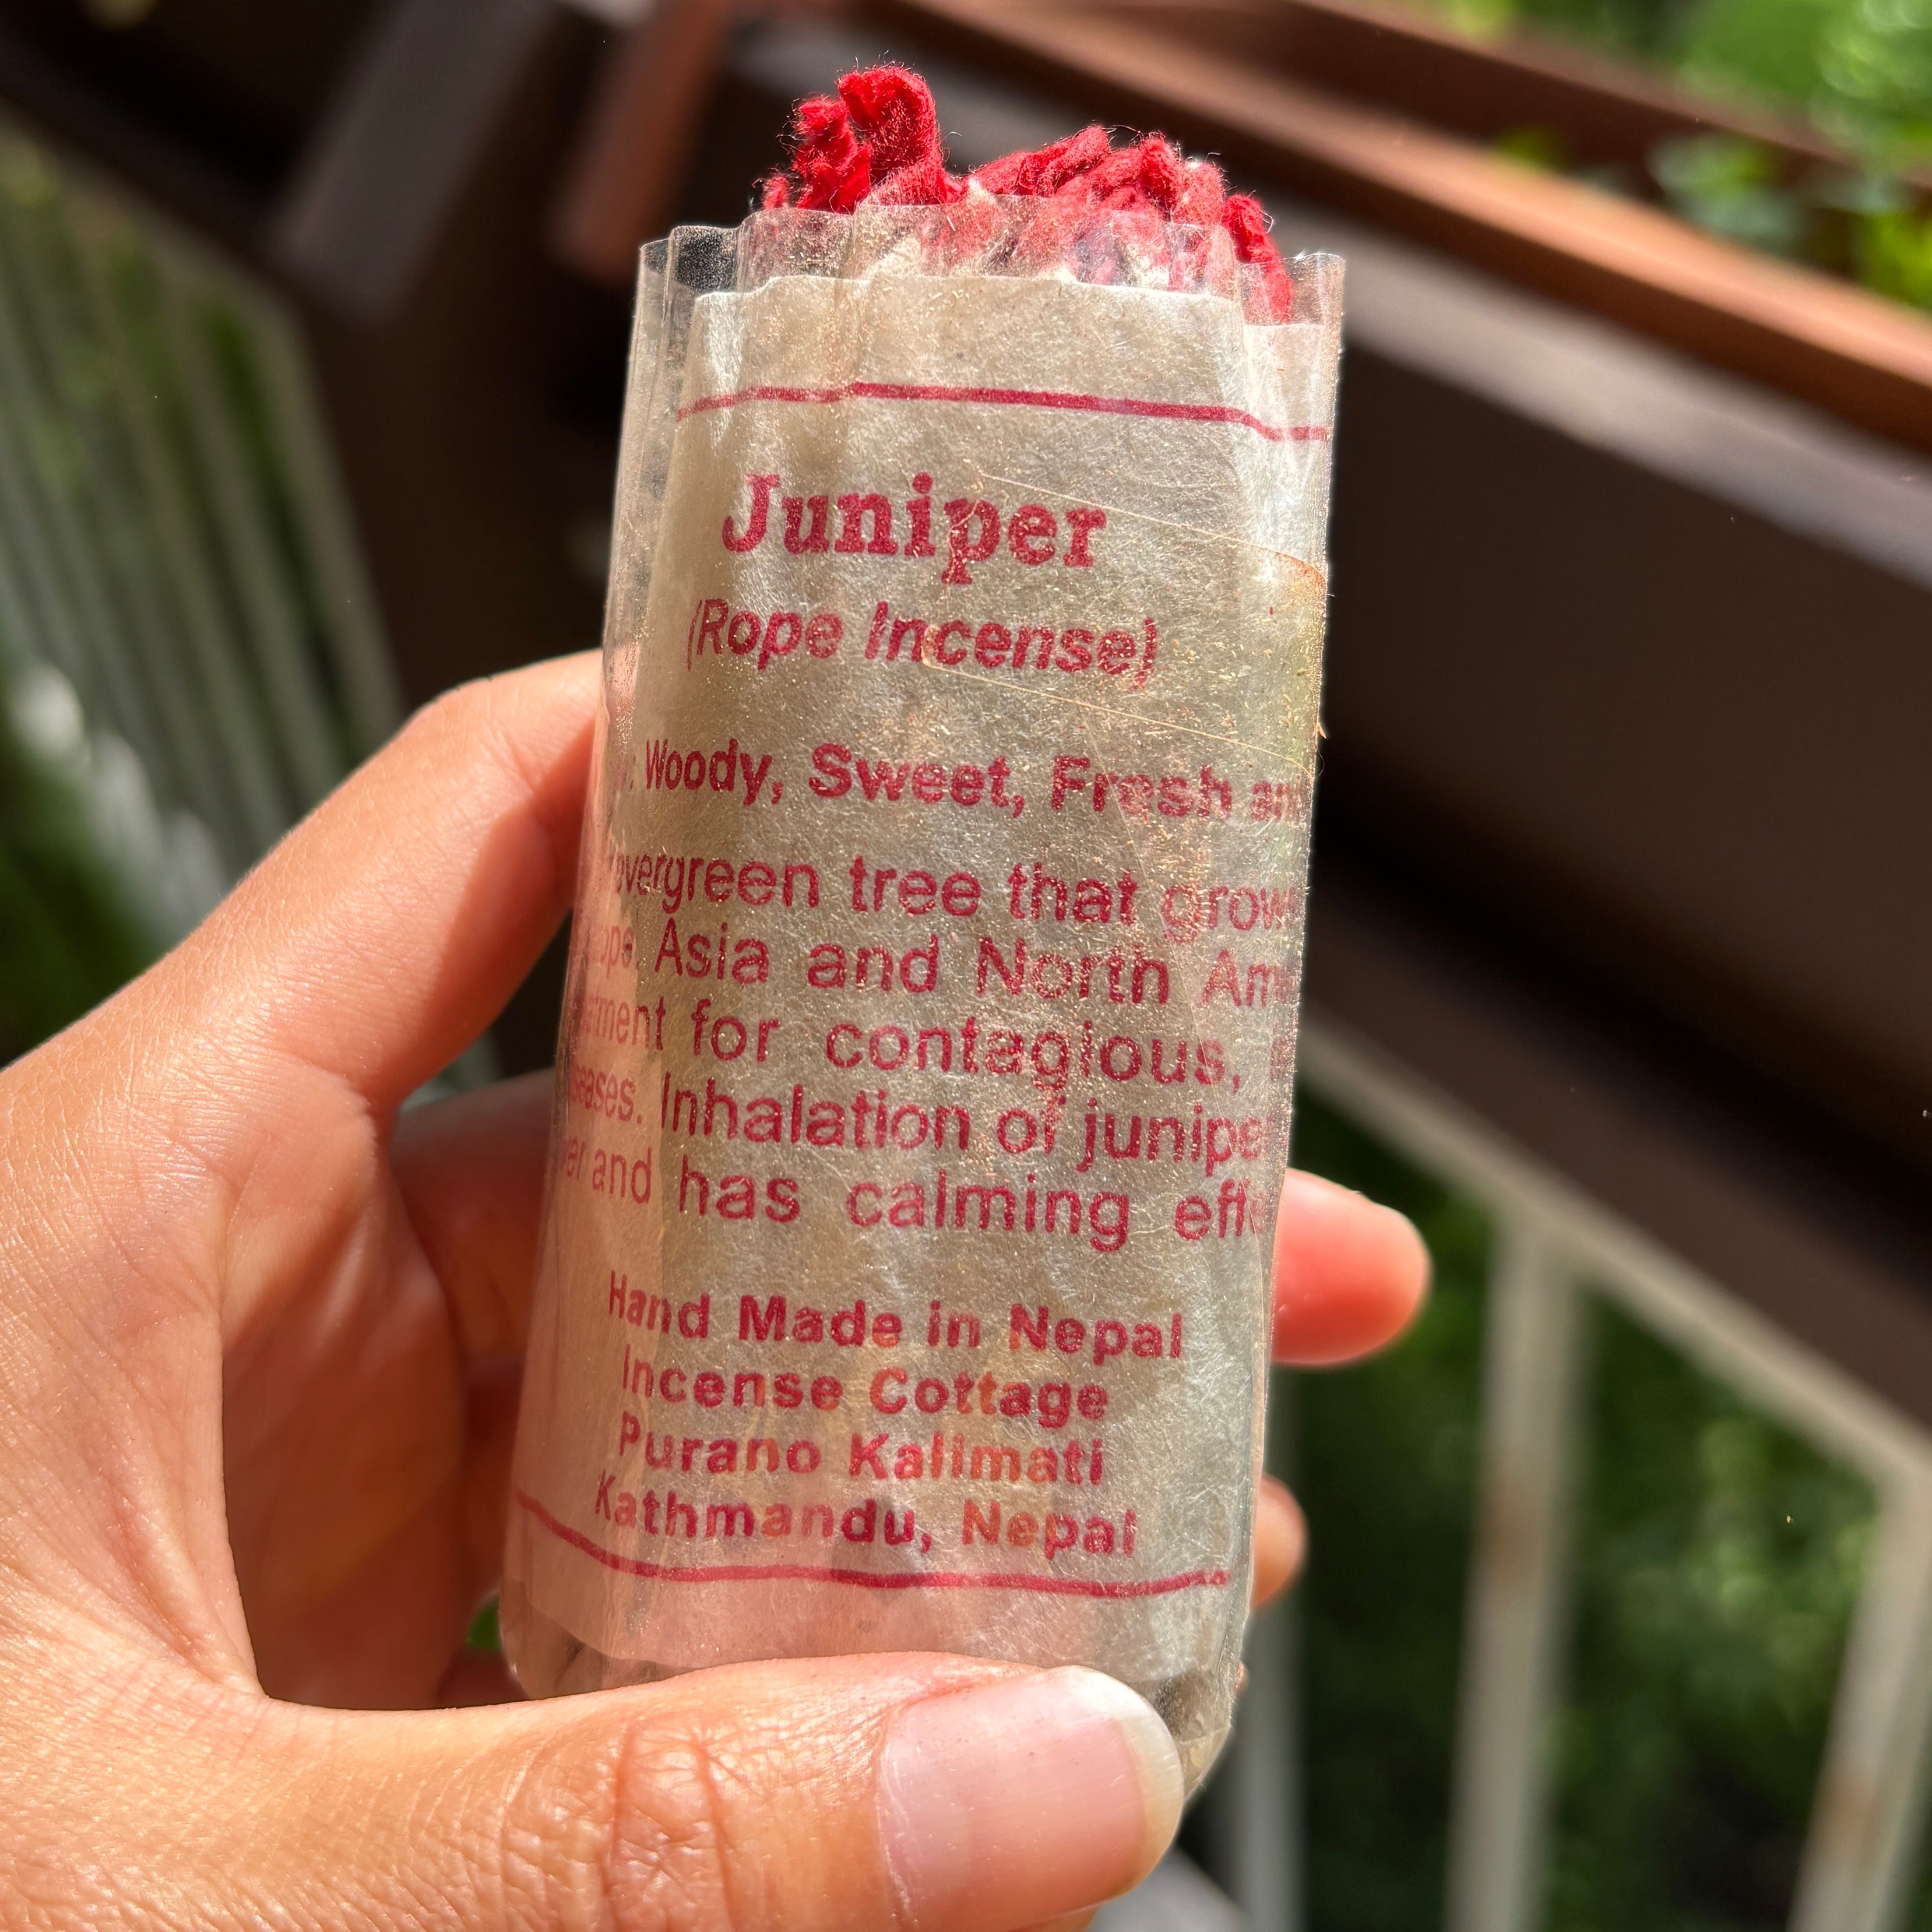 Juniper
(Rope Incense)
Woody, Sweet, Fresh
evergreen tree that
Asia and North
for contagious,
Inhalation of
and has calming
Hand Made in Nepal
Incense Cottage
Purano Kalimati
Kathmandu, Nepal